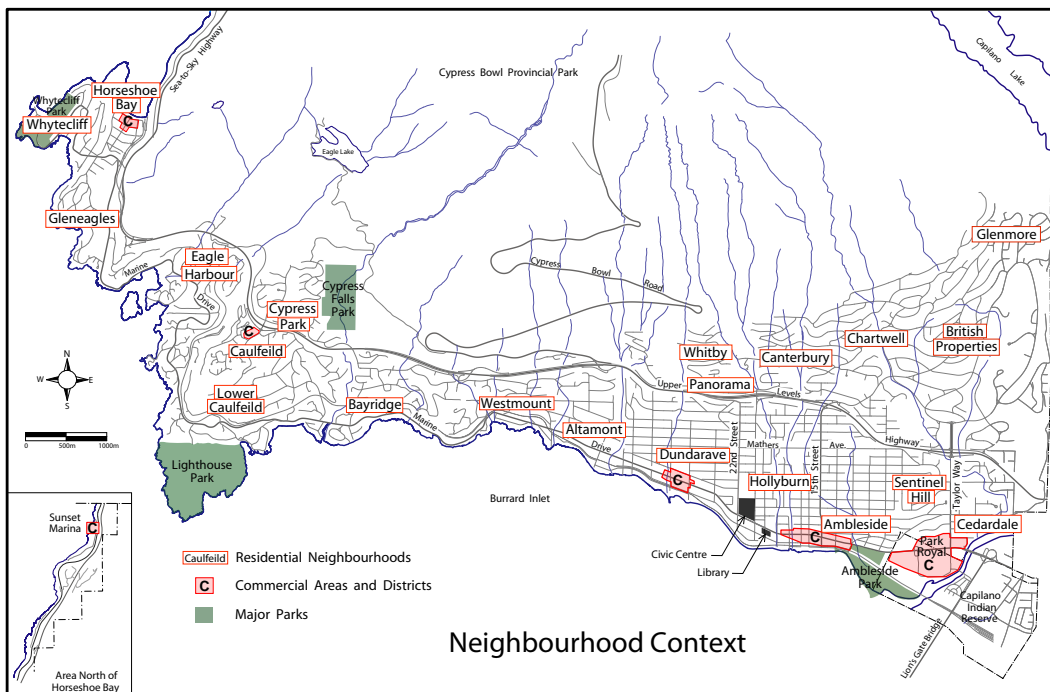 Sea-to-Sky Highway
Capilano
Lake
Cypress Bowl Provincial Park
Whytecliff
Park
Horseshoe
Bay
C
Whytecliff
Eagle Lake
Gleneagles
Glenmore
Eagle
Harbour
Marine
Drive
Cypress
Falls
Park
Cypress
Bowl
Road
Cypress
Park
C
Caulfeild
British
Properties
Chartwell
Whitby
Canterbury
N
W
E
S
Upper
Panorama
Levels
Highway
Lower
Caulfeild
Bayridge
Marine
Westmount
Altamont
Drive
0
500m
1000m
22nd Street
Mathers
Ave.
15th Street
Taylor Way
Dundarave
C
Lighthouse
Park
Hollyburn
Sentinel
Hill
Burrard Inlet
Ambleside
C
Cedardale
Sunset
Marina
C
Park
Royal
C
Civic Centre
Library
Ambleside
Park
Capilano
Indian
Reserve
Lion's Gate Bridge
Caulfeild
Residential Neighbourhoods
C
Commercial Areas and Districts
Major Parks
Neighbourhood Context
Area North of
Horseshoe Bay